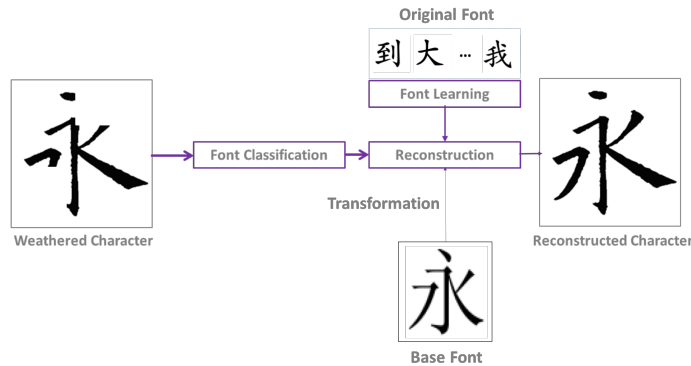 Original Font
到 大 … 我
Font Learning
永
Font Classification
Reconstruction
永
Weathered Character
Transformation
Reconstructed Character
永
Base Font